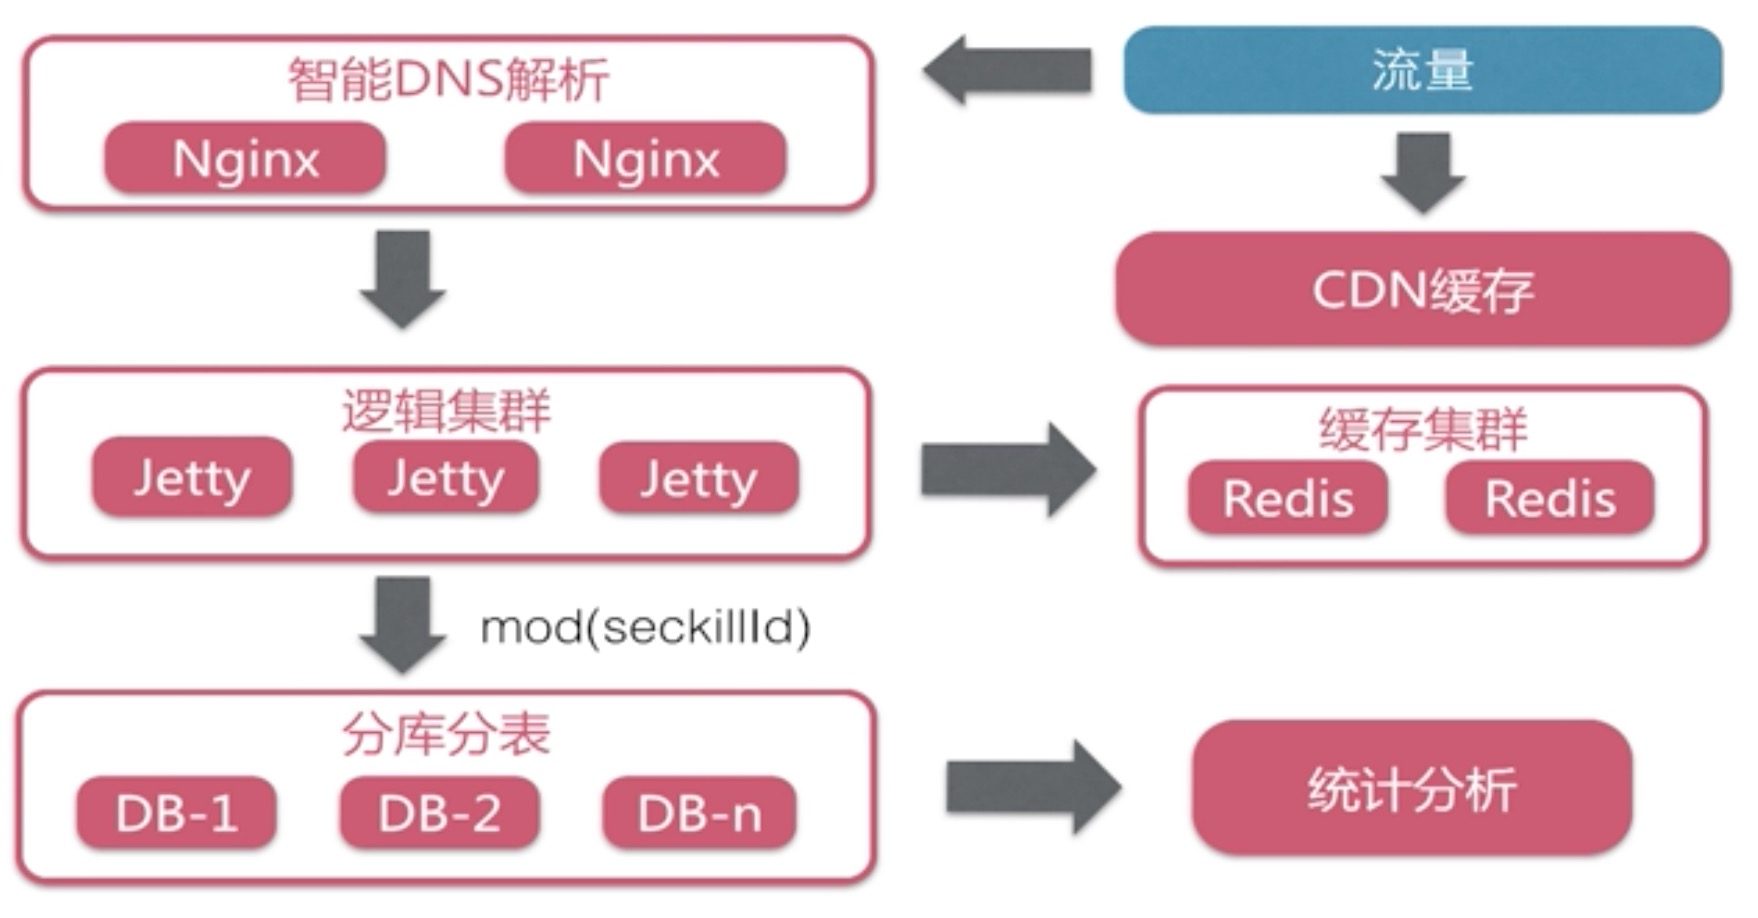 智能DNS解析
Nginx
Nginx
流量
CDN缓存
逻辑集群
Jetty
Jetty
Jetty
缓存集群
Redis
Redis
mod(seckillId)
分库分表
DB-1
DB-2
DB-n
统计分析